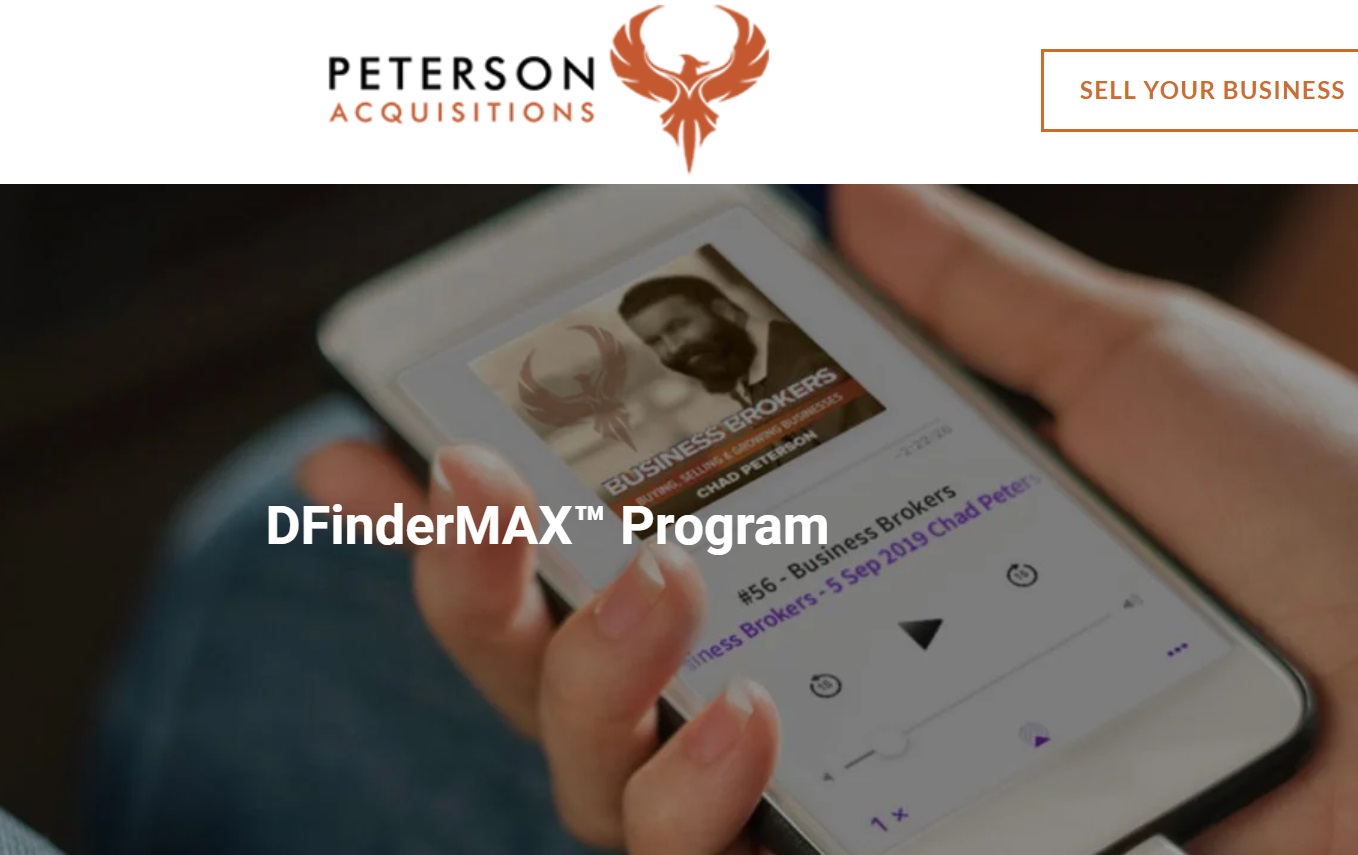 PETERSON
ACQUISITIONS
SELL YOUR BUSINESS
BUSINESS BROKERS
BUYING, SELLING & GROWING BUSINESSES
CHAD PETERSON
-2:22:26
DFinderMAX™ Program
#56 - Business Brokers
siness Brokers - 5 Sep 2019 Chad Peters
15
15
1 ×